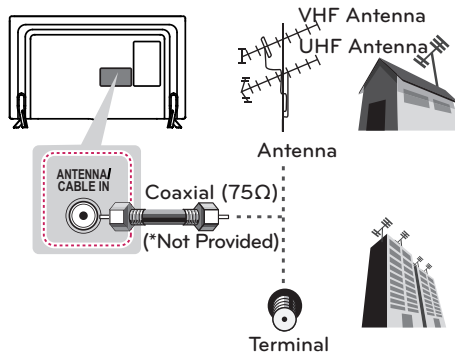 VHF Antenna
UHF Antenna
Antenna
ANTENNA/
CABLE IN
Coaxial (75Ω)
(*Not Provided)
Terminal